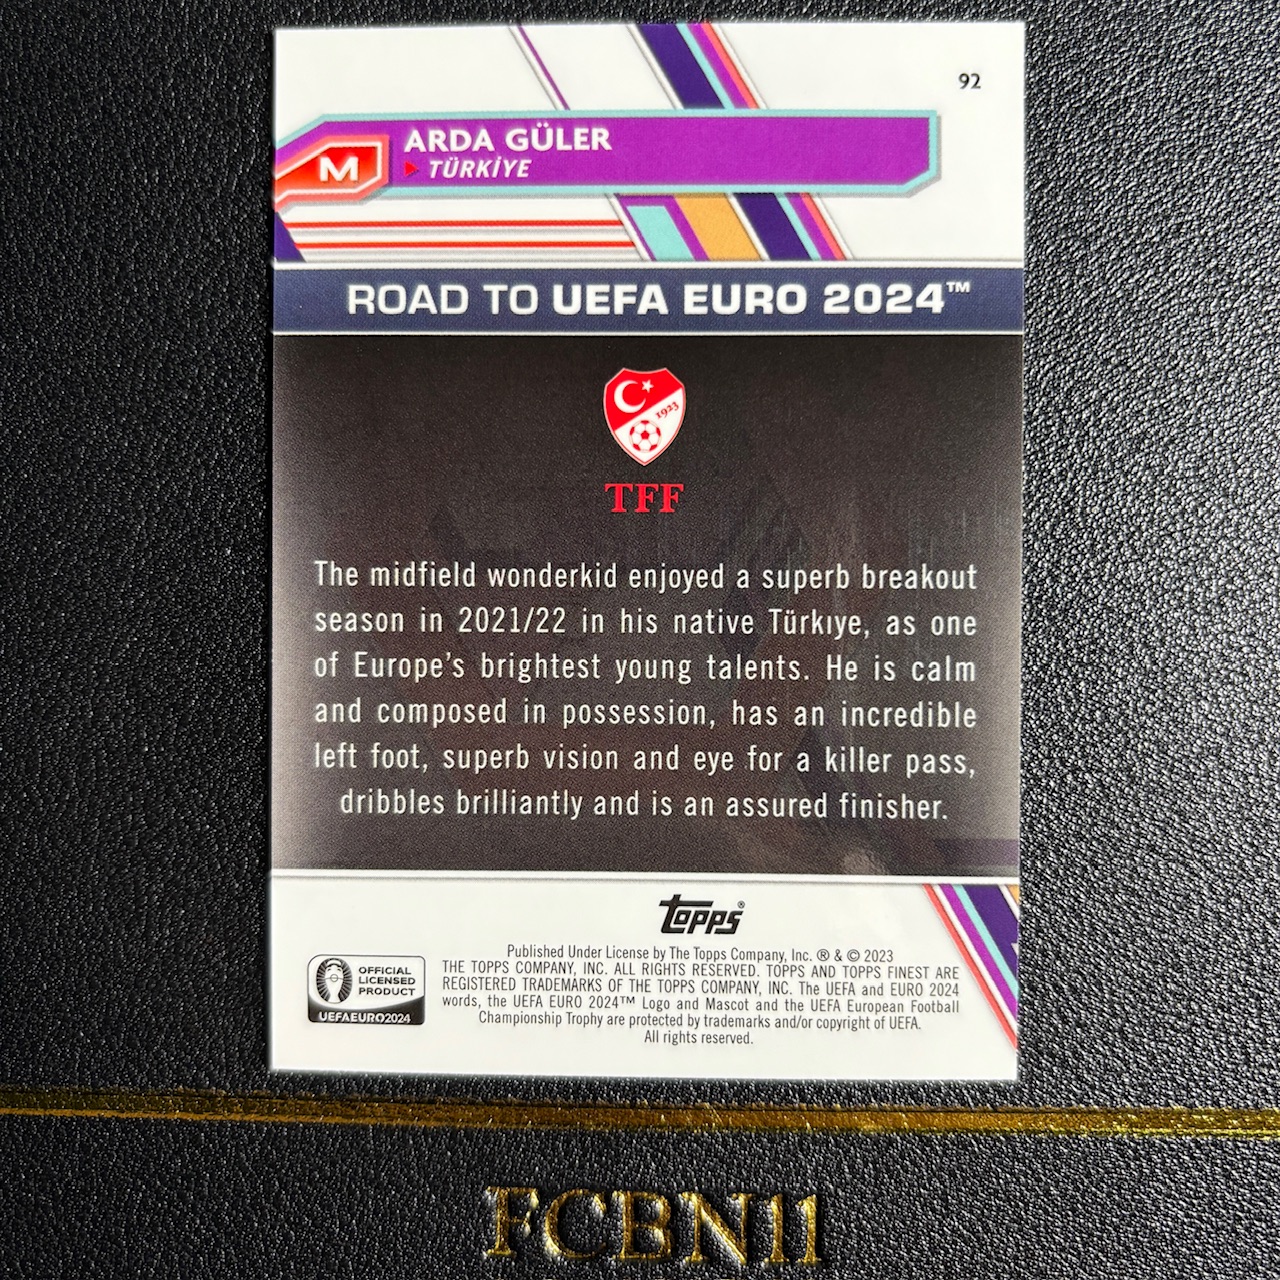 92
M
ARDA GÜLER
TÜRKİYE
ROAD TO UEFA EURO 2024™
1923
TFF
The midfield wonderkid enjoyed a superb breakout
season in 2021/22 in his native Türkıye, as one
of Europe's brightest young talents. He is calm
and composed in possession, has an incredible
left foot, superb vision and eye for a killer pass,
dribbles brilliantly and is an assured finisher.
topps®
Published Under License by The Topps Company, Inc. ® & © 2023
THE TOPPS COMPANY, INC. ALL RIGHTS RESERVED. TOPPS AND TOPPS FINEST ARE
REGISTERED TRADEMARKS OF THE TOPPS COMPANY, INC. The UEFA and EURO 2024
words, the UEFA EURO 2024™ Logo and Mascot and the UEFA European Football
Championship Trophy are protected by trademarks and/or copyright of UEFA.
All rights reserved.
OFFICIAL
LICENSED
PRODUCT
UEFAEURO2024
FCBN11